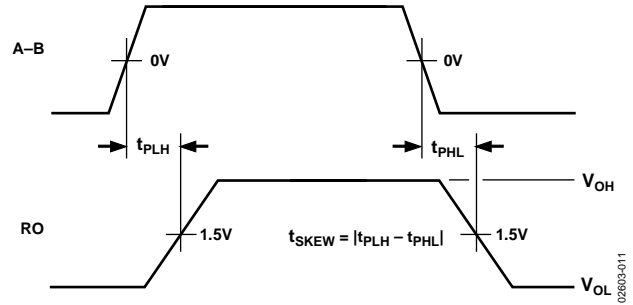 A–B
0V
0V
tPLH
tPHL
VOH
RO
1.5V
tSKEW = |tPLH – tPHL|
1.5V
VOL
02603-011